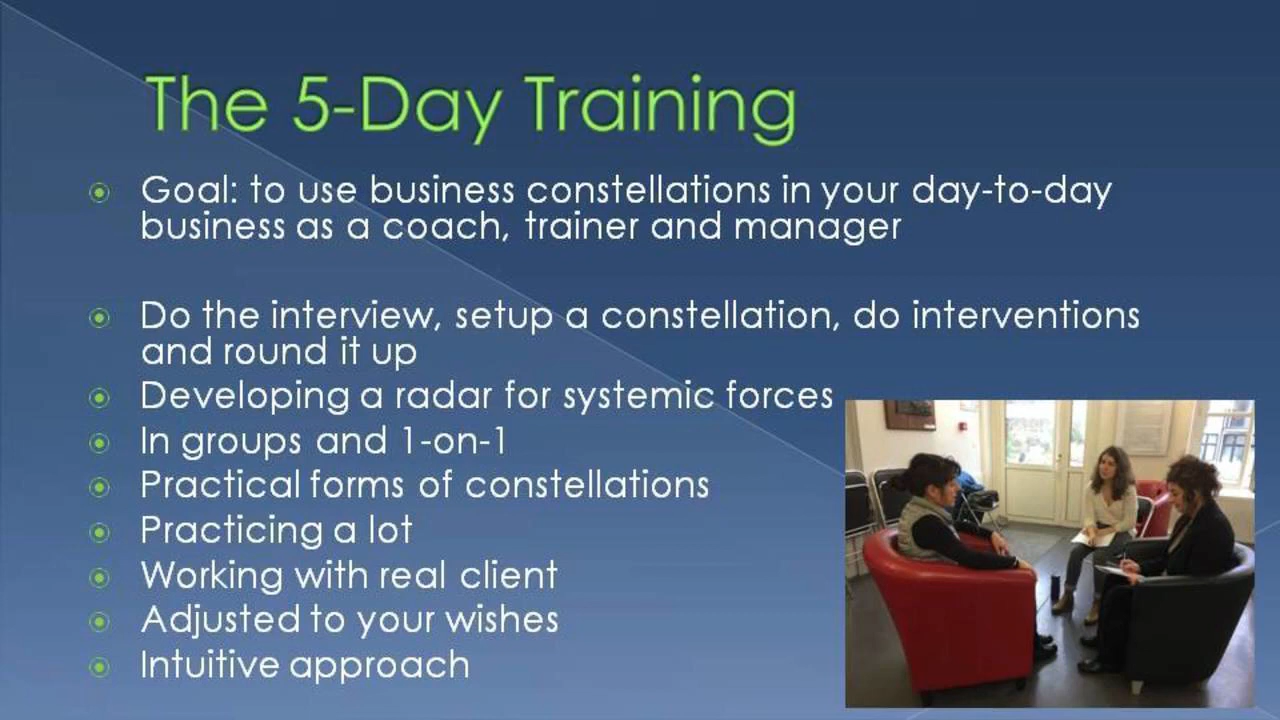 The 5-Day Training
Goal: to use business constellations in your day-to-day
business as a coach, trainer and manager
Do the interview, setup a constellation, do interventions
and round it up
Developing a radar for systemic forces
In groups and 1-on-1
Practical forms of constellations
Practicing a lot
Working with real client
Adjusted to your wishes
Intuitive approach